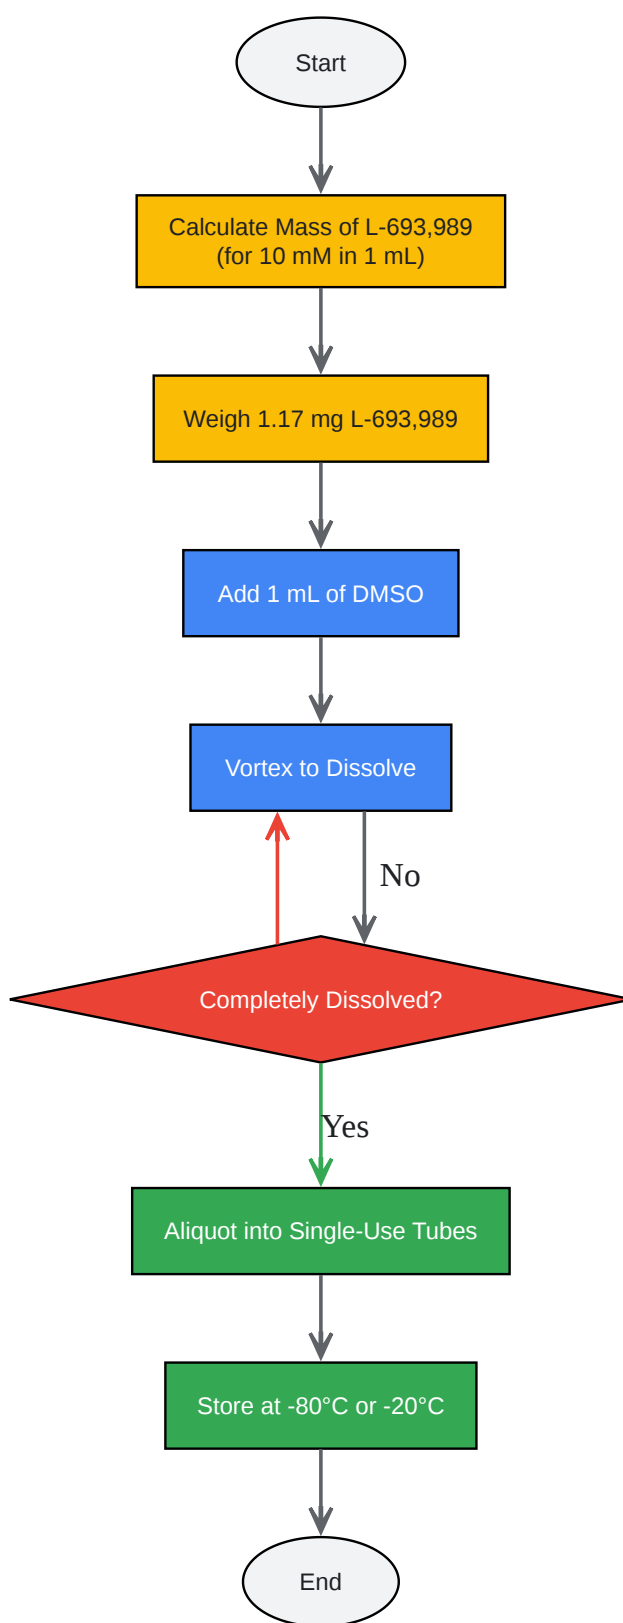 Start
Calculate Mass of L-693,989
(for 10 mM in 1 mL)
Weigh 1.17 mg L-693,989
Add 1 mL of DMSO
Vortex to Dissolve
No
Completely Dissolved?
Yes
Aliquot into Single-Use Tubes
Store at -80°C or -20°C
End